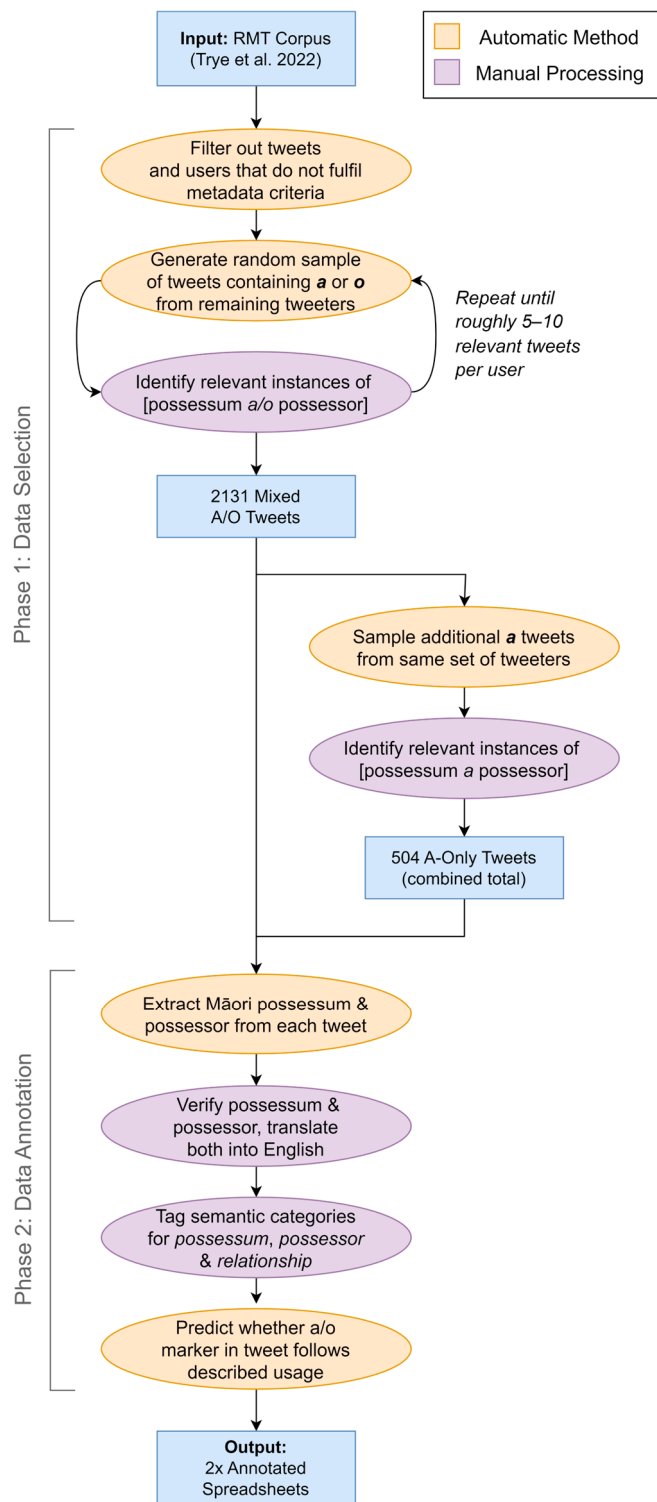 Input: RMT Corpus
(Trye et al. 2022)
Automatic Method
Manual Processing
Phase 1: Data Selection
Filter out tweets
and users that do not fulfil
metadata criteria
Generate random sample
of tweets containing a or o
from remaining tweeters
Repeat until
roughly 5–10
relevant tweets
per user
Identify relevant instances of
[possessum a/o possessor]
2131 Mixed
A/O Tweets
Sample additional a tweets
from same set of tweeters
Identify relevant instances of
[possessum a possessor]
504 A-Only Tweets
(combined total)
Phase 2: Data Annotation
Extract Māori possessum &
possessor from each tweet
Verify possessum &
possessor, translate
both into English
Tag semantic categories
for possessum, possessor
& relationship
Predict whether a/o
marker in tweet follows
described usage
Output:
2x Annotated
Spreadsheets